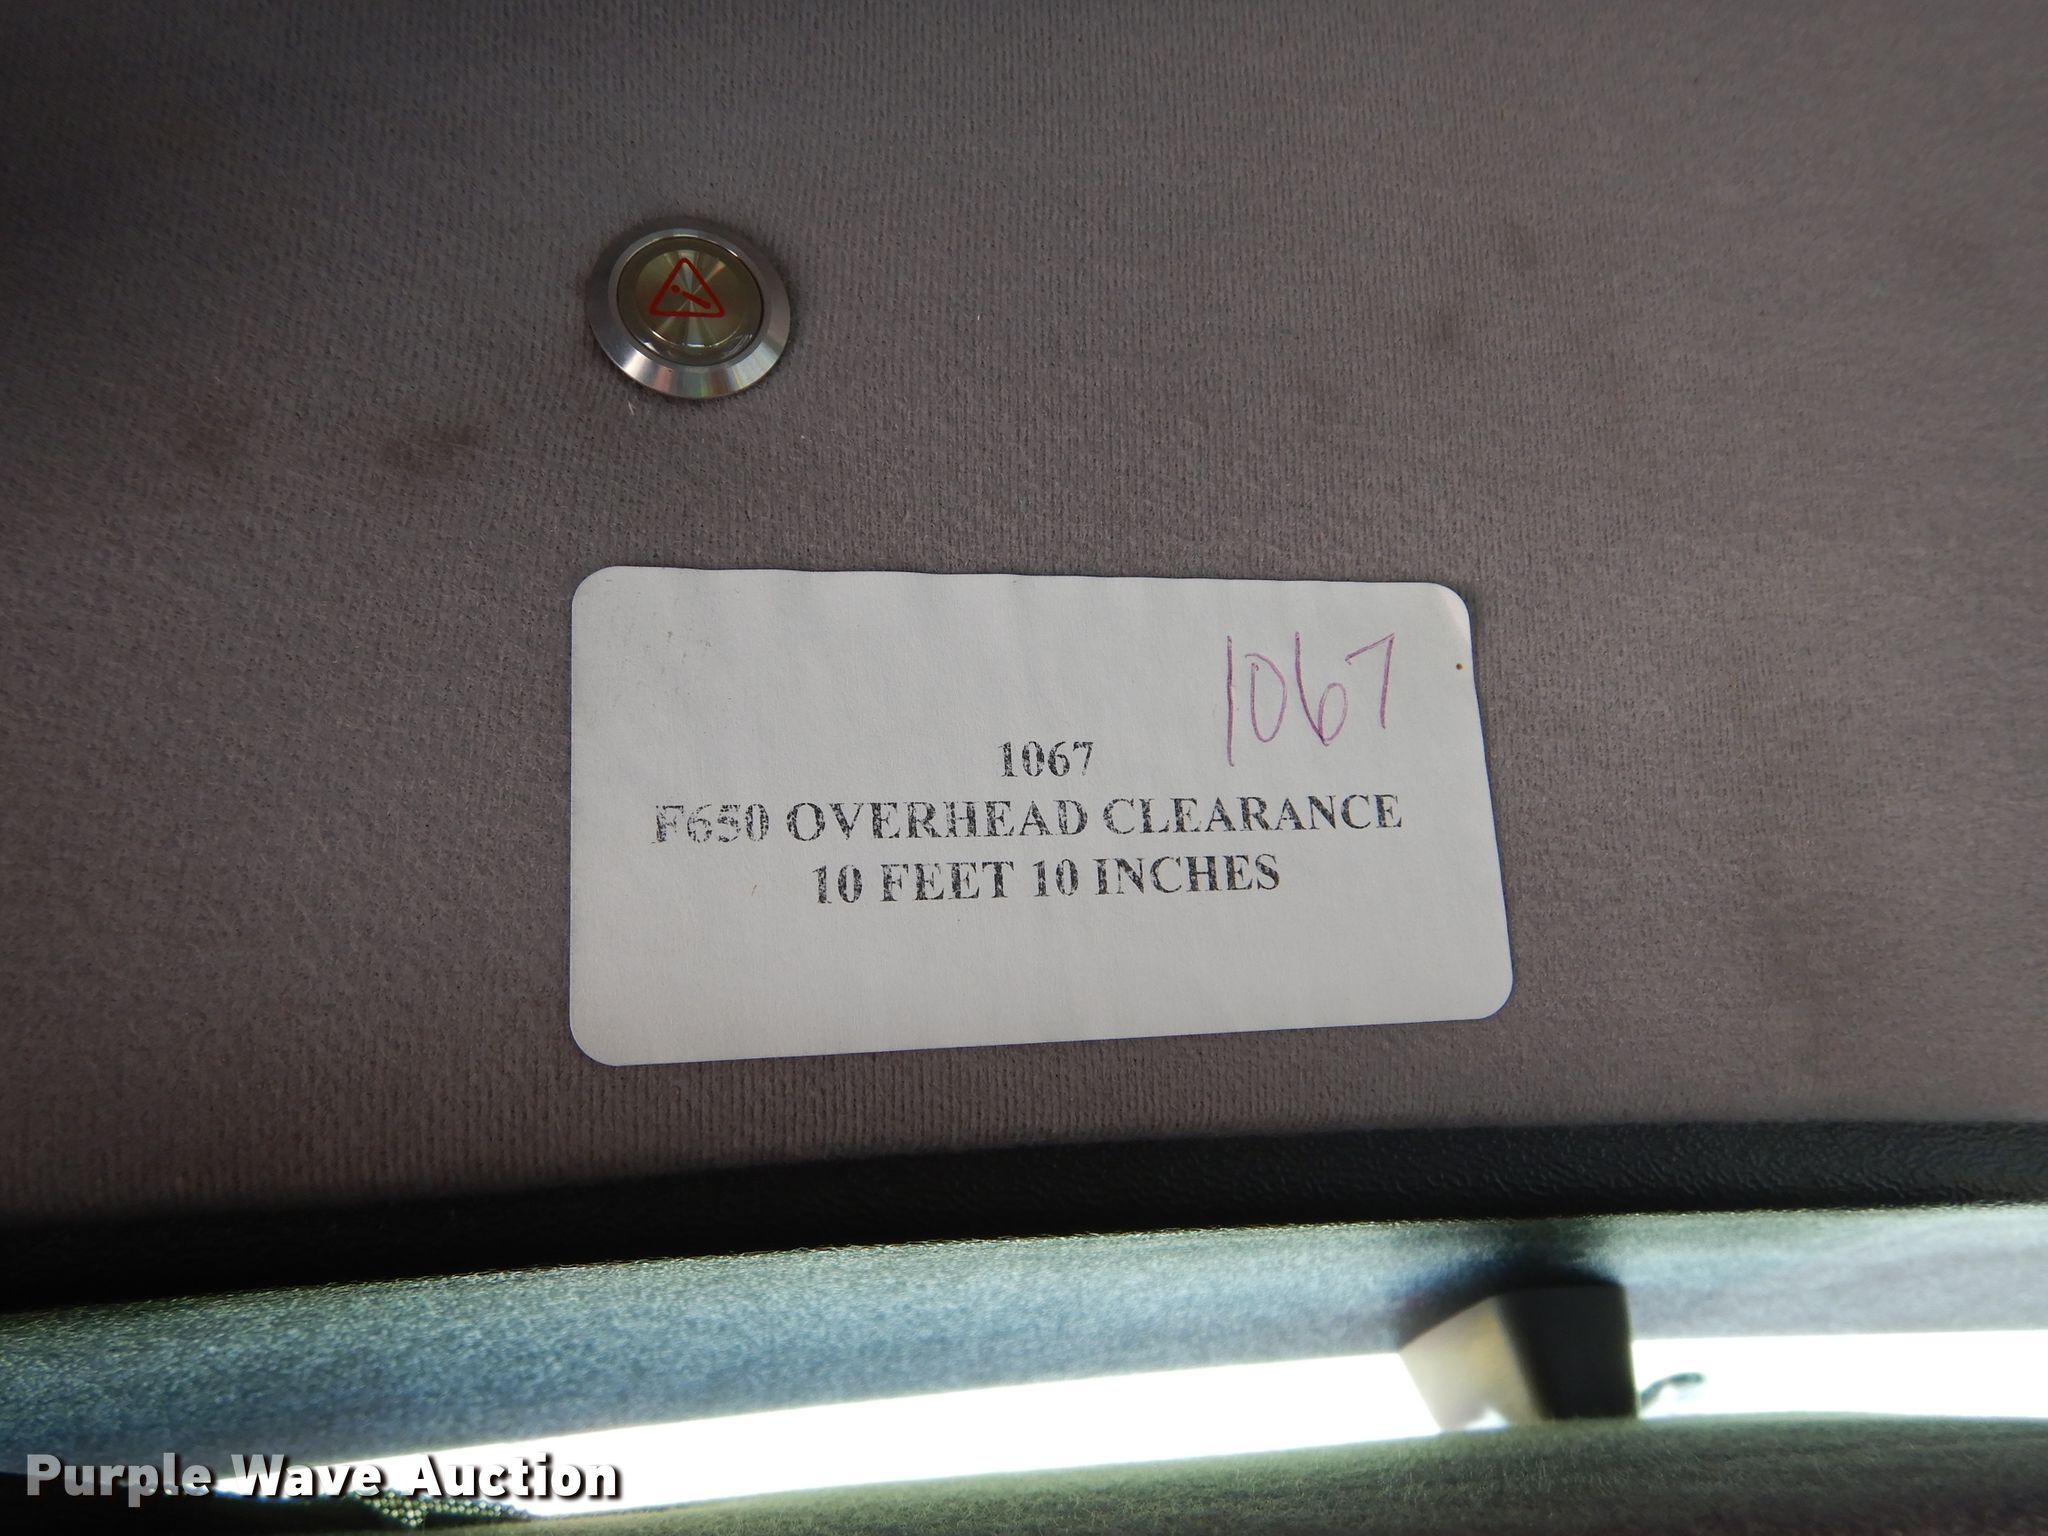 1067
1067
F650 OVERHEAD CLEARANCE
10 FEET 10 INCHES
Purple Wave Auction